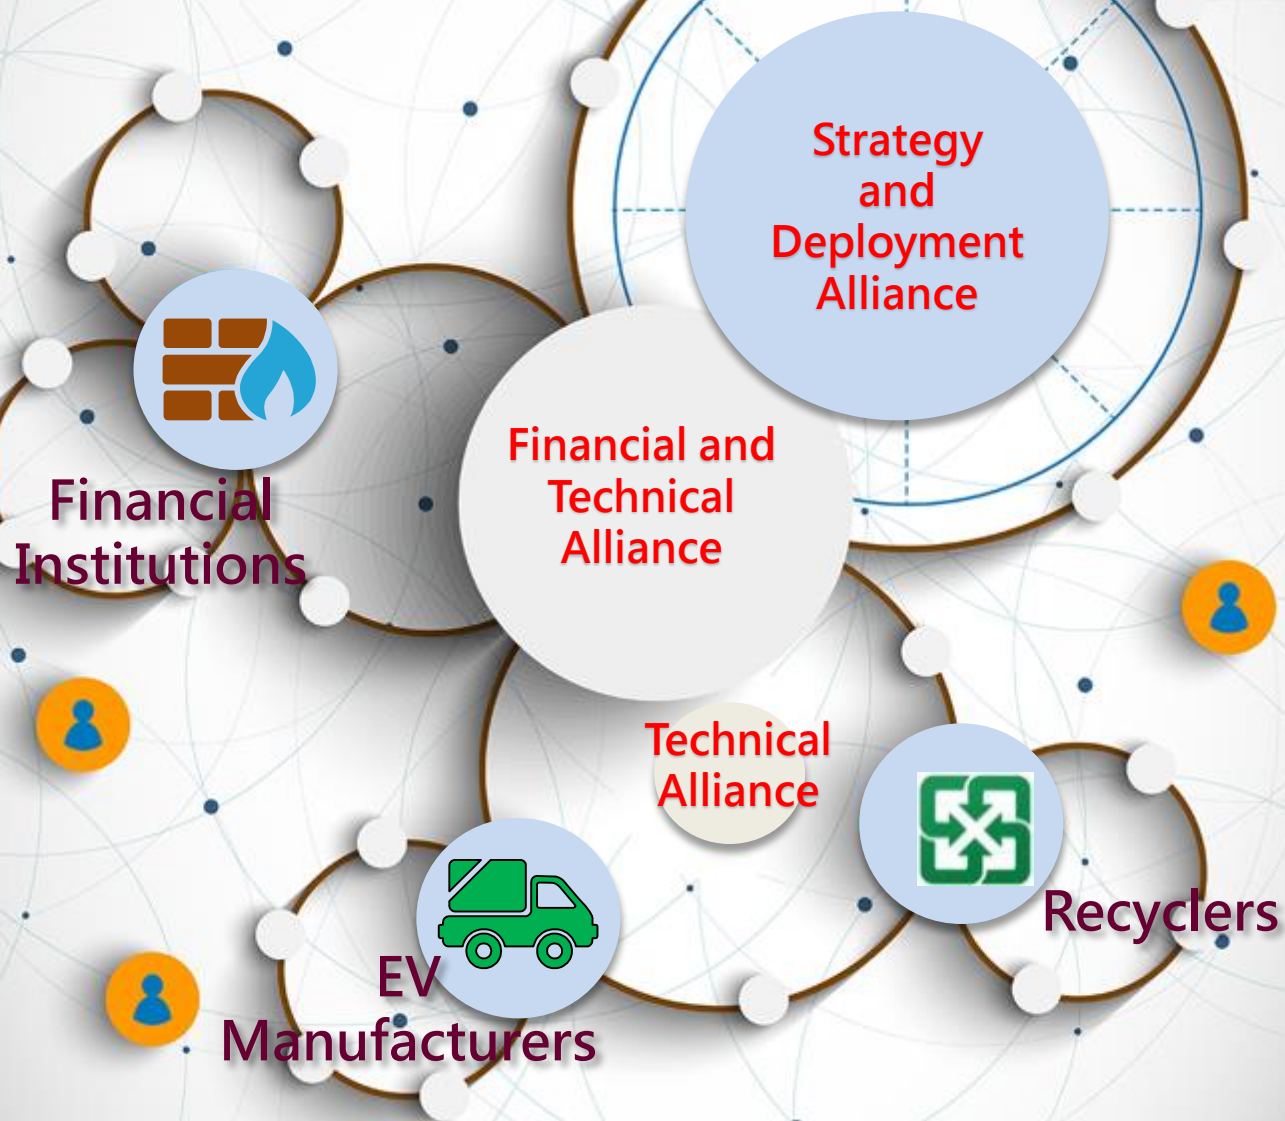 Strategy
and
Deployment
Alliance
Financial and
Technical
Alliance
Financial
Institutions
Technical
Alliance
Recyclers
EV
Manufacturers